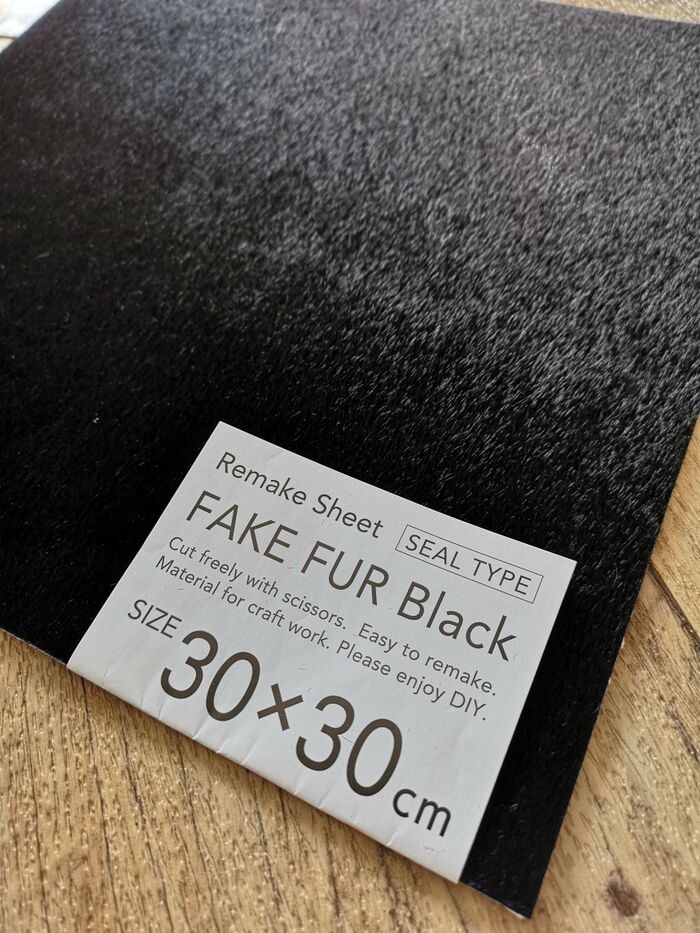 Remake Sheet SEAL TYPE
FAKE FUR Black
Cut freely with scissors. Easy to remake.
Material for craft work. Please enjoy DIY.
SIZE 30×30cm